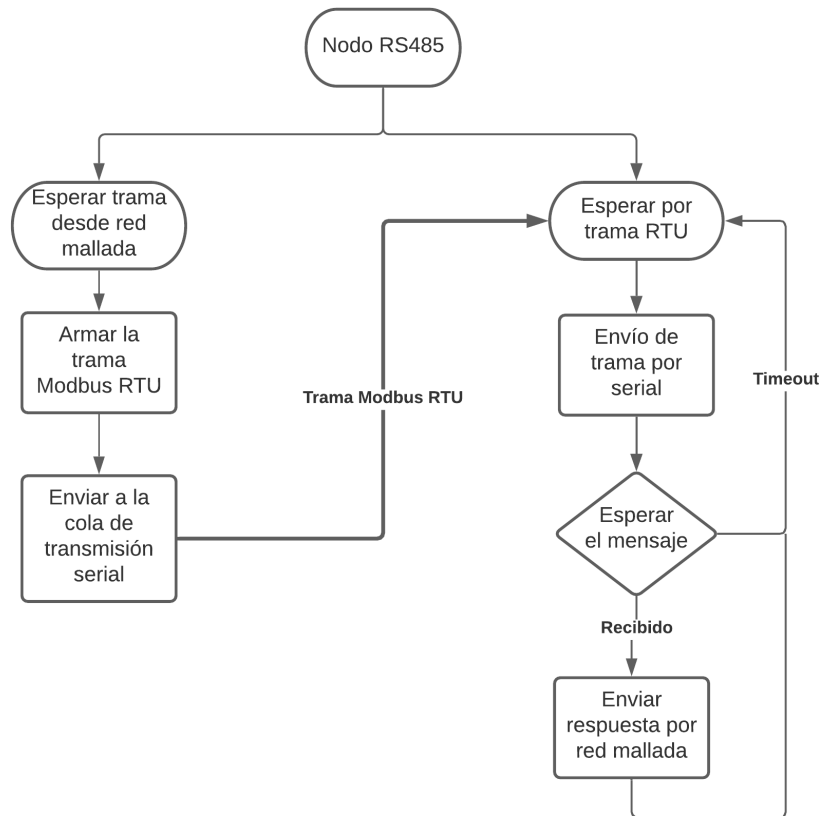 Nodo RS485
Esperar trama
desde red
mallada
Armar la
trama
Modbus RTU
Enviar a la
cola de
transmisión
serial
Trama Modbus RTU
Esperar por
trama RTU
Envío de
trama por
serial
Timeout
Esperar
el mensaje
Recibido
Enviar
respuesta por
red mallada